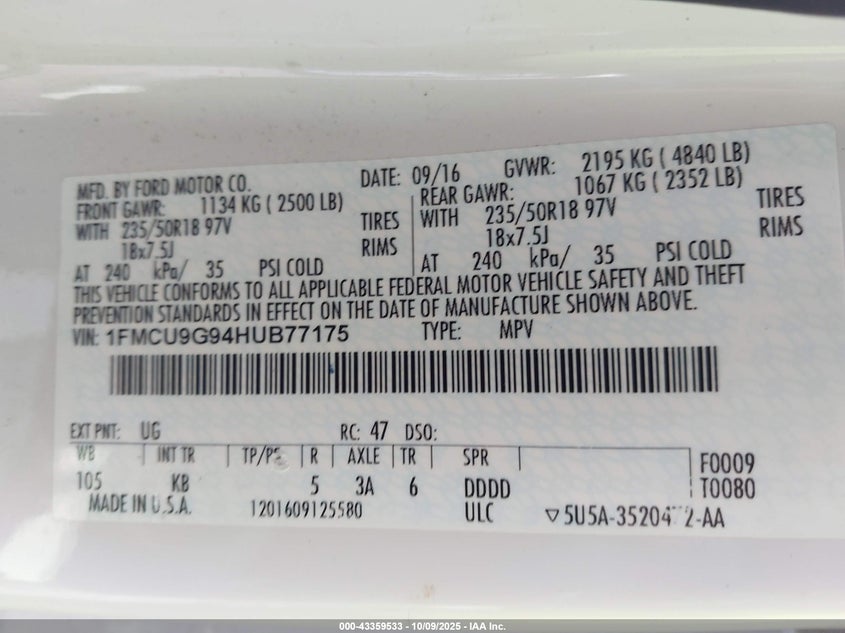 MFD. BY FORD MOTOR CO. DATE: 09/16 GVWR: 2195 KG ( 4840 LB)
FRONT GAWR: 1134 KG ( 2500 LB) REAR GAWR: 1067 KG ( 2352 LB)
WITH 235/50R18 97V TIRES WITH 235/50R18 97V TIRES
18x7.5J RIMS 18x7.5J RIMS
AT 240 kPa/ 35 PSI COLD AT 240 kPa/ 35 PSI COLD
THIS VEHICLE CONFORMS TO ALL APPLICABLE FEDERAL MOTOR VEHICLE SAFETY AND THEFT
PREVENTION STANDARDS IN EFFECT ON THE DATE OF MANUFACTURE SHOWN ABOVE.
VIN: 1FMCU9G94HUB77175 TYPE: MPV
EXT PNT: UG RC: 47 DSO:
WB INT TR TP/PS R AXLE TR SPR F0009
105 KB 5 3A 6 DDDD T0080
MADE IN U.S.A. 1201609125580 ULC
000-43359533 - 10/09/2025 - IAA Inc.